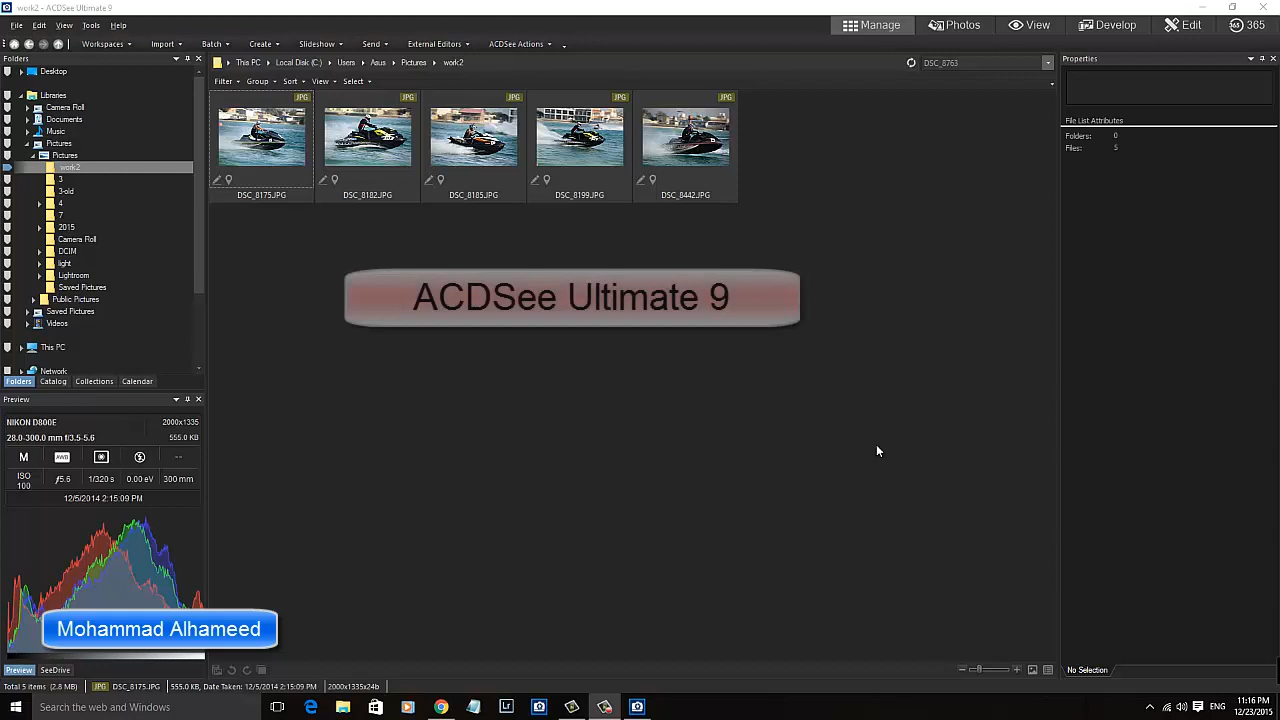 work2 - ACDSee Ultimate 9
File Edit View Tools Help
Manage Photos View Develop Edit 365
Workspaces Import Batch Create Slideshow Send External Editors ACDSee Actions
Folders
This PC Local Disk (C:) Users Asus Pictures work2
DSC_8763
Properties
Filter Group Sort View Select
Desktop
Libraries
Camera Roll
Documents
Music
Pictures
Pictures
work2
3
3-old
4
7
2015
Camera Roll
DCIM
light
Lightroom
Saved Pictures
Public Pictures
Saved Pictures
Videos
This PC
Network
Folders Catalog Collections Calendar
JPG JPG JPG JPG JPG
DSC_8175.JPG DSC_8182.JPG DSC_8185.JPG DSC_8199.JPG DSC_8442.JPG
File List Attributes
Folders: 0
Files: 5
ACDSee Ultimate 9
Preview
NIKON D800E 2000x1335
28.0-300.0 mm f/3.5-5.6 555.0 KB
M AWB --
ISO 100 ƒ5.6 1/320 s 0.00 eV 300 mm
12/5/2014 2:15:09 PM
Mohammad Alhameed
Preview SeeDrive
No Selection
Total 5 items (2.8 MB) JPG DSC_8175.JPG 555.0 KB, Date Taken: 12/5/2014 2:15:09 PM 2000x1335x24b
Search the web and Windows
Lr
ENG
11:16 PM
12/23/2015